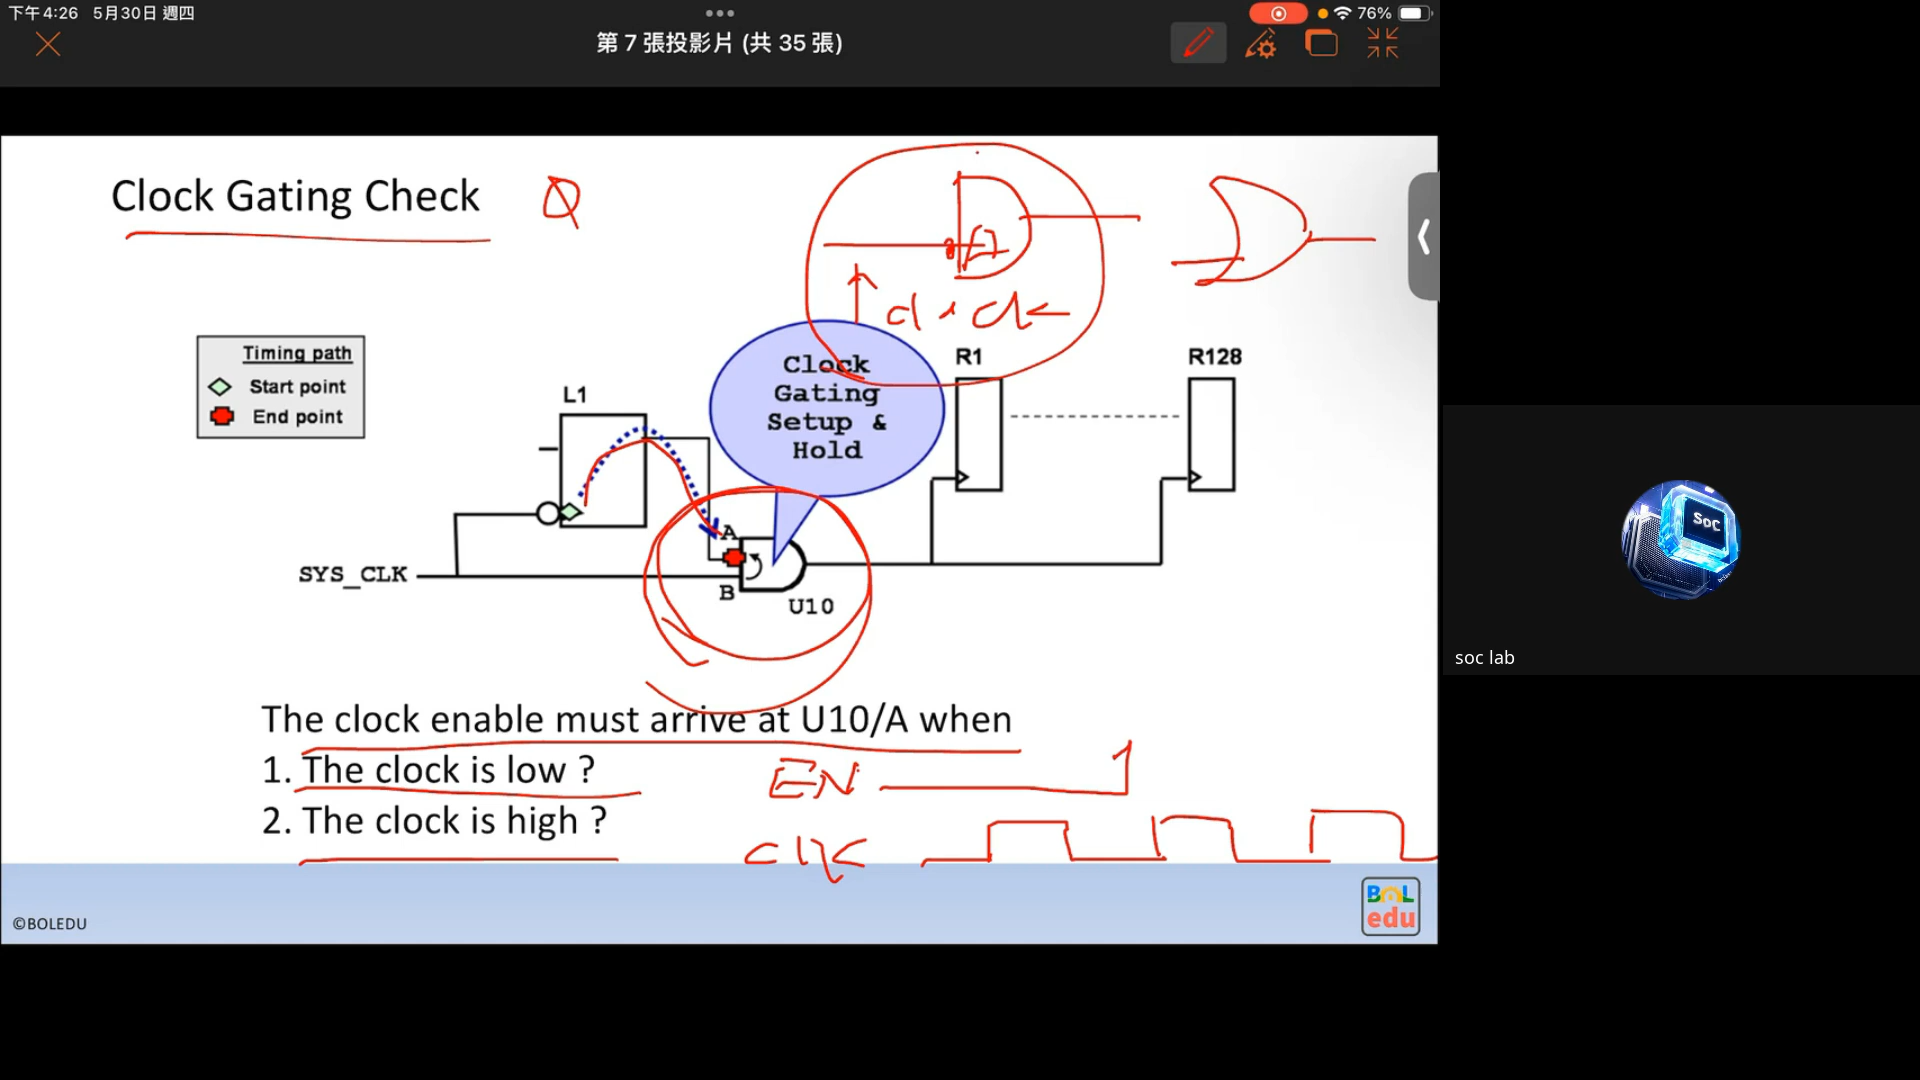 下午4:26 5月30日 週四
76%
第 7 張投影片 (共 35 張)
Clock Gating Check
Timing path
Start point
End point
L1
Clock
Gating
Setup &
Hold
R1
R128
A
SYS_CLK
B
U10
The clock enable must arrive at U10/A when
1. The clock is low ?
2. The clock is high ?
EN
clk
©BOLEDU
BOL
edu
SoC
soc lab